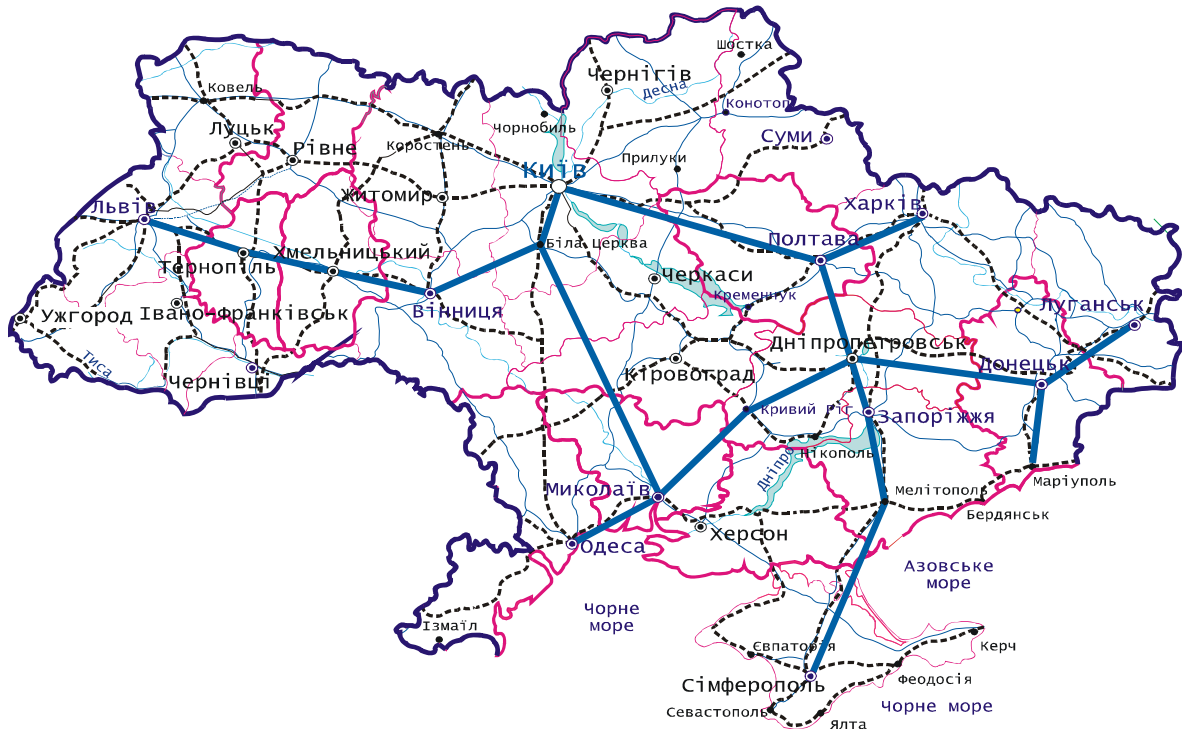 Шостка
Чернігів
Десна
Ковель
Конотоп
Чорнобиль
Луцьк
Суми
Рівне
Коростень
Прилуки
Київ
Житомир
Львів
Харків
Полтава
Біла Церква
Хмельницький
Тернопіль
Черкаси
Кременчук
Вінниця
Луганськ
Ужгород
Івано-Франківськ
Дніпропетровськ
Тиса
Донецьк
Кіровоград
Чернівці
Кривий Ріг
Запоріжжя
Нікополь
Дніпро
Маріуполь
Миколаїв
Мелітополь
Бердянськ
Херсон
Одеса
Азовське
море
Чорне
море
Ізмаїл
Євпаторія
Керч
Феодосія
Сімферополь
Чорне море
Севастополь
Ялта